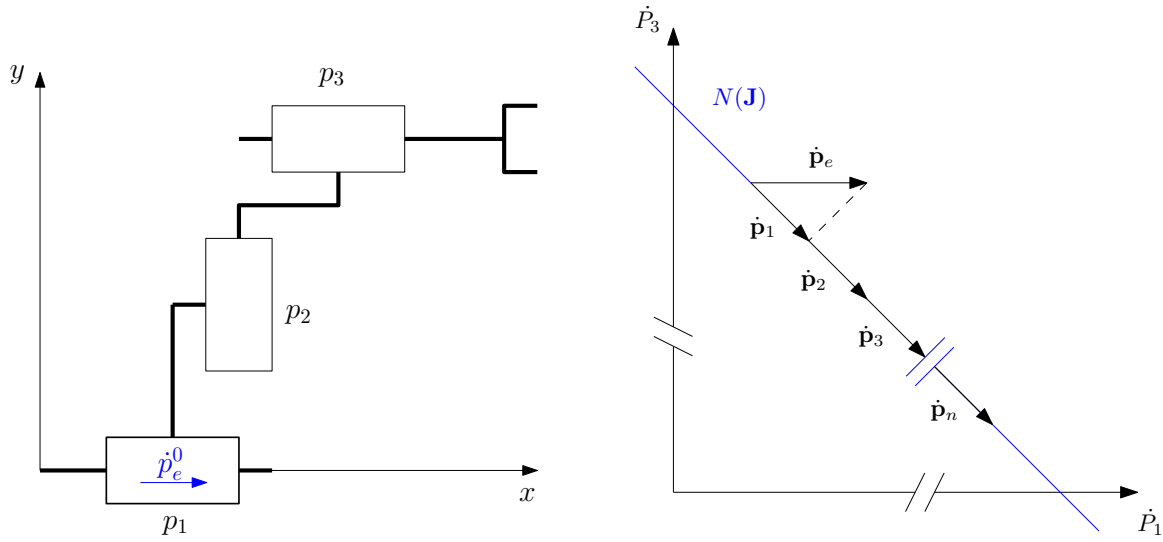 y
p₃
p₂
ṗₑ⁰
x
p₁
Ṗ₃
N(𝐉)
𝐩̇ₑ
𝐩̇₁
𝐩̇₂
𝐩̇₃
𝐩̇ₙ
Ṗ₁